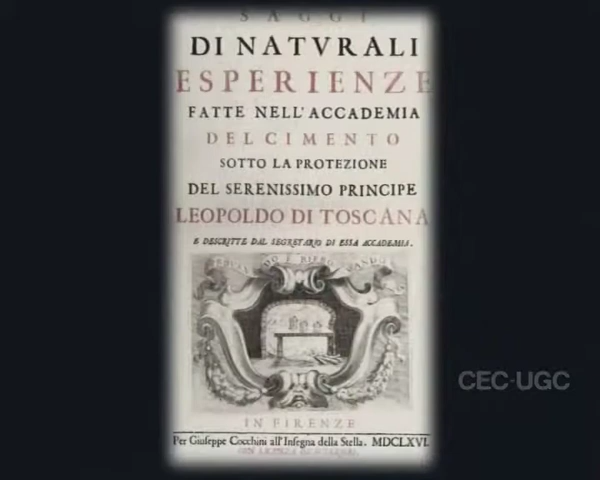 SAGGI
DI NATVRALI
ESPERIENZE
FATTE NELL'ACCADEMIA
DEL CIMENTO
SOTTO LA PROTEZIONE
DEL SERENISSIMO PRINCIPE
LEOPOLDO DI TOSCANA
E DESCRITTE DAL SEGRETARIO DI ESSA ACCADEMIA.
IN FIRENZE
Per Giuseppe Cocchini all'Insegna della Stella. MDCLXVI.
CEC-UGC